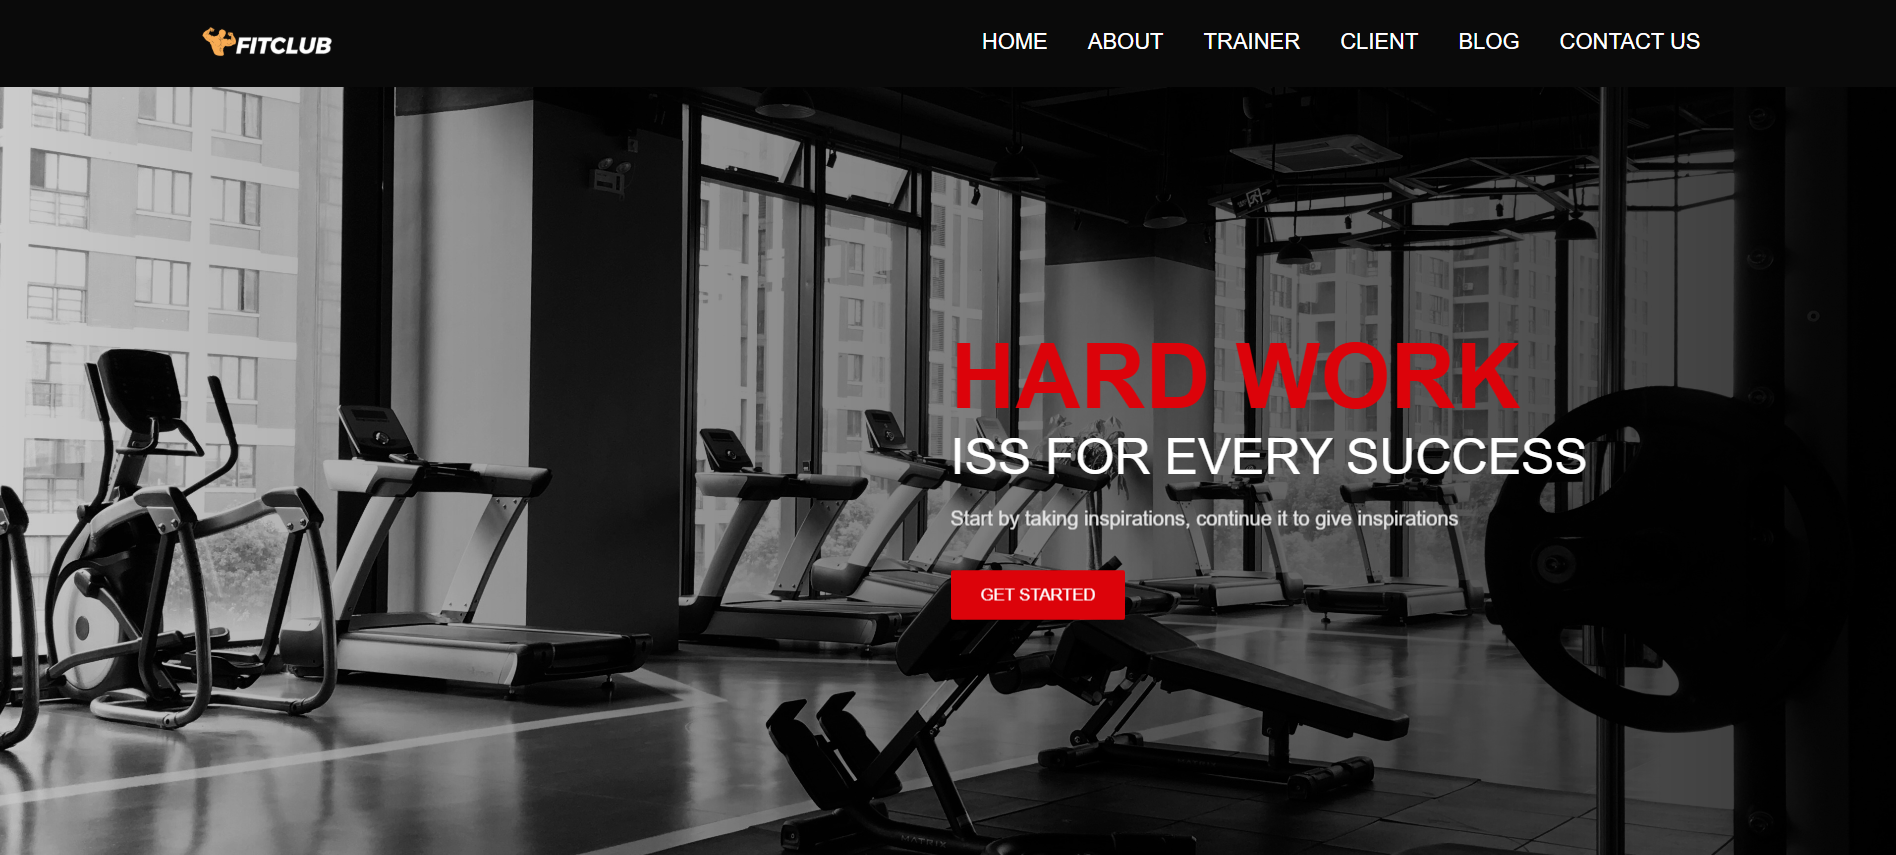 FITCLUB
HOME ABOUT TRAINER CLIENT BLOG CONTACT US
HARD WORK
ISS FOR EVERY SUCCESS
Start by taking inspirations, continue it to give inspirations
GET STARTED
MATRIX